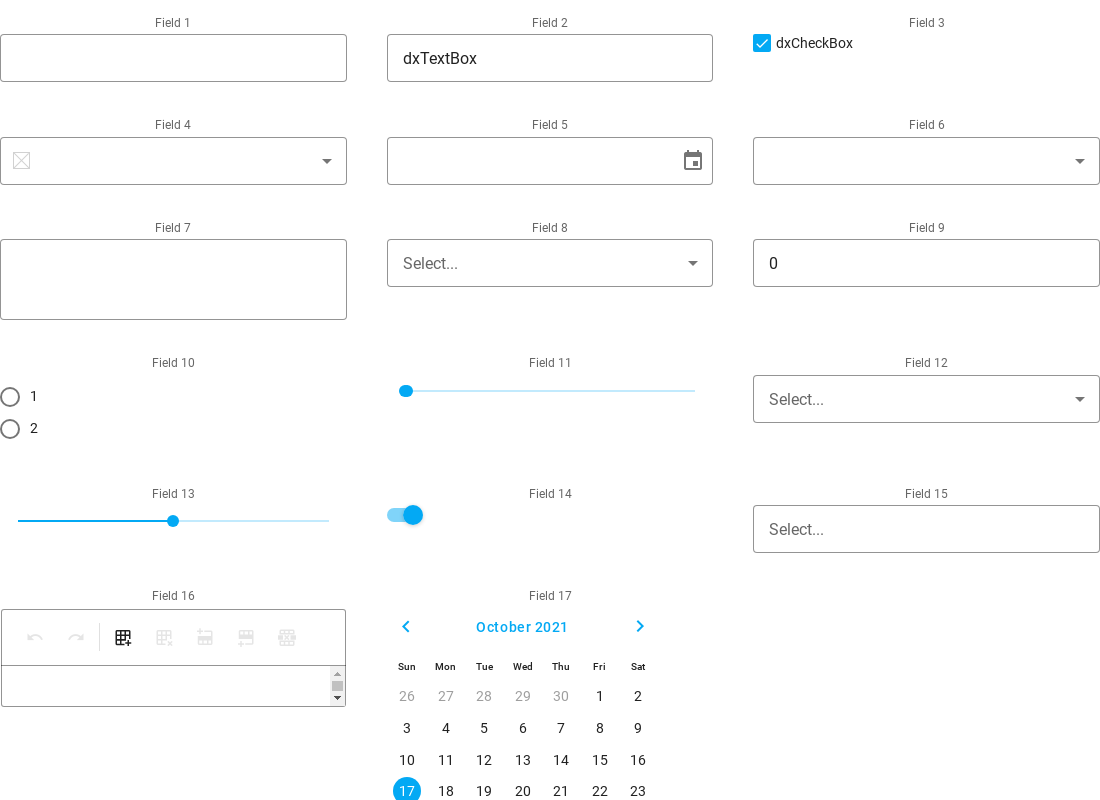 Field 1
Field 2
dxTextBox
Field 3
dxCheckBox
Field 4
Field 5
Field 6
Field 7
Field 8
Select...
Field 9
0
Field 10
1
2
Field 11
Field 12
Select...
Field 13
Field 14
Field 15
Select...
Field 16
Field 17
October 2021
Sun Mon Tue Wed Thu Fri Sat
26 27 28 29 30 1 2
3 4 5 6 7 8 9
10 11 12 13 14 15 16
17 18 19 20 21 22 23